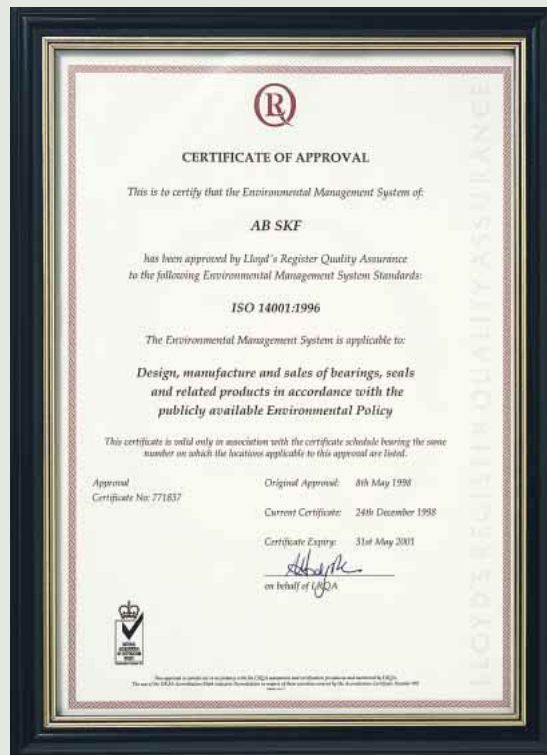 RQ
CERTIFICATE OF APPROVAL
This is to certify that the Environmental Management System of:
AB SKF
has been approved by Lloyd's Register Quality Assurance
to the following Environmental Management System Standards:
ISO 14001:1996
The Environmental Management System is applicable to:
Design, manufacture and sales of bearings, seals
and related products in accordance with the
publicly available Environmental Policy
This certificate is valid only in association with the certificate schedule bearing the same
number on which the locations applicable to this approval are listed.
Approval
Certificate No: 771837
Original Approval: 8th May 1998
Current Certificate: 24th December 1998
Certificate Expiry: 31st May 2001
on behalf of LRQA
LLOYD'S REGISTER QUALITY ASSURANCE